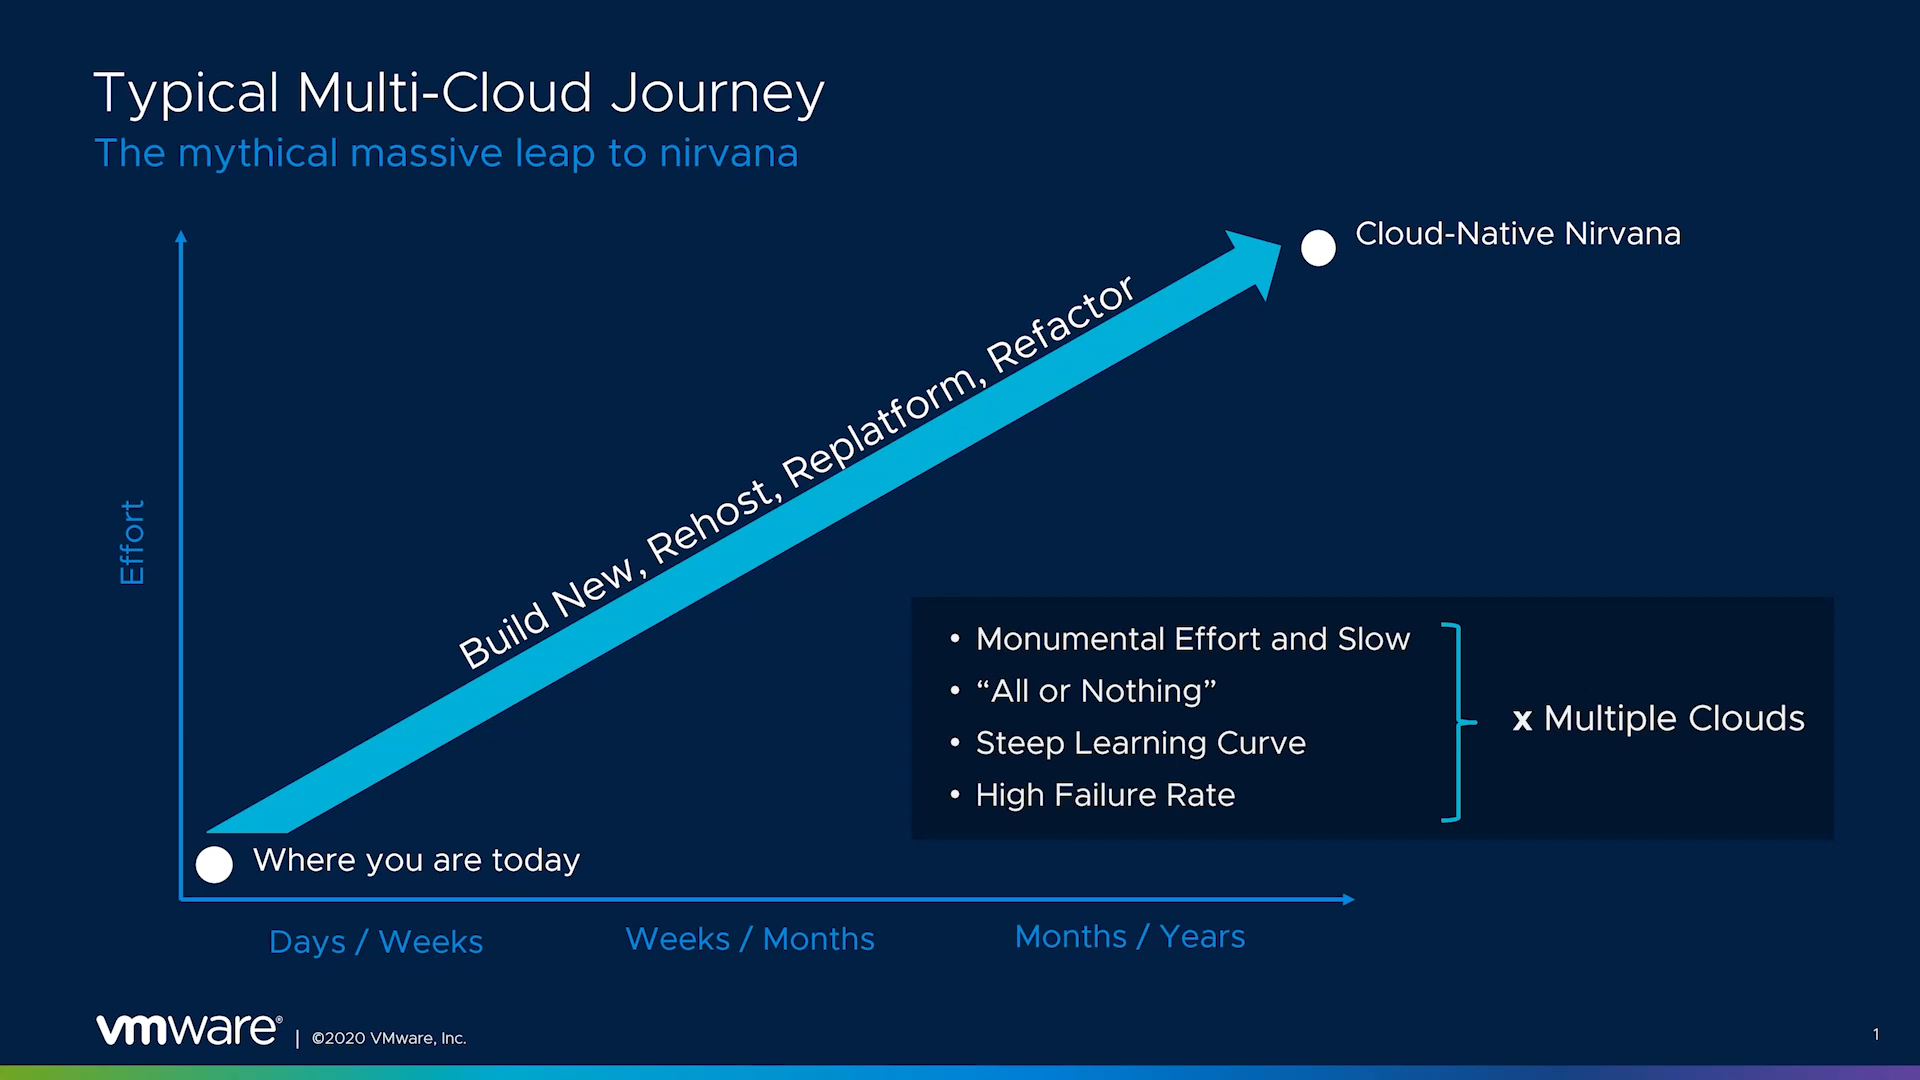 Typical Multi-Cloud Journey
The mythical massive leap to nirvana
Cloud-Native Nirvana
Build New, Rehost, Replatform, Refactor
Effort
• Monumental Effort and Slow
• “All or Nothing”
• Steep Learning Curve
• High Failure Rate
x Multiple Clouds
Where you are today
Days / Weeks
Weeks / Months
Months / Years
vmware® | ©2020 VMware, Inc.
1